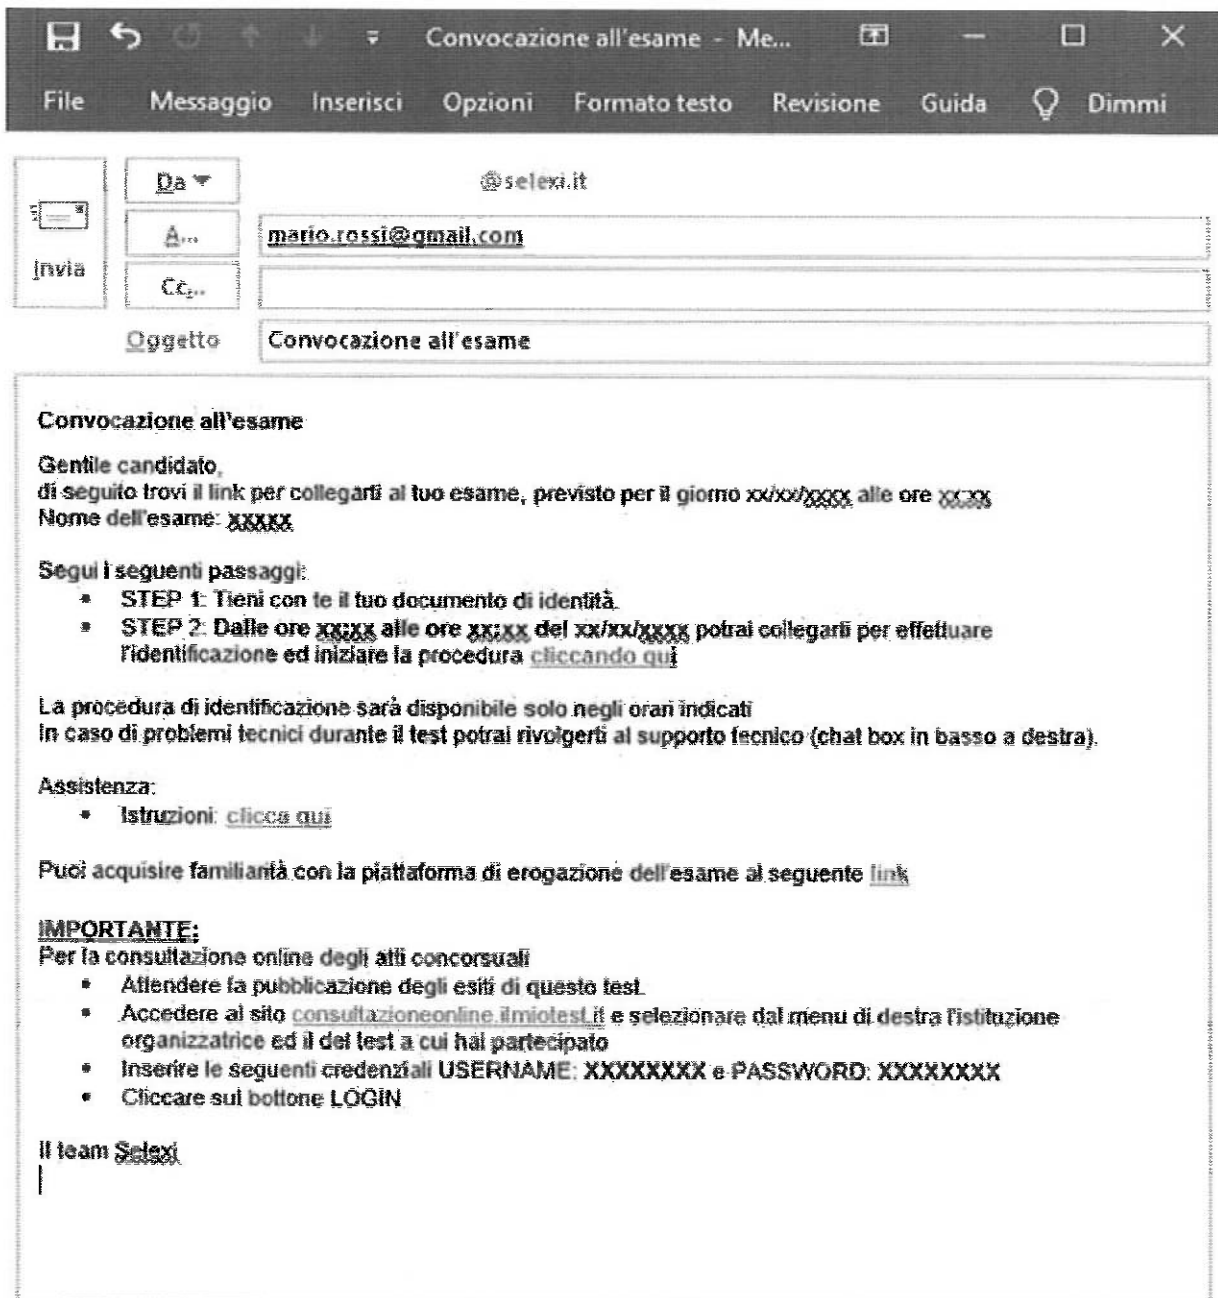 Convocazione all'esame - Me...
File Messaggio Inserisci Opzioni Formato testo Revisione Guida Dimmi
Da @selexi.it
A... mario.rossi@gmail.com
Invia
Cc...
Oggetto Convocazione all'esame
Convocazione all'esame
Gentile candidato,
di seguito trovi il link per collegarti al tuo esame, previsto per il giorno xx/xx/xxxx alle ore xx:xx
Nome dell'esame: xxxxx
Segui i seguenti passaggi:
• STEP 1: Tieni con te il tuo documento di identità.
• STEP 2: Dalle ore xx:xx alle ore xx:xx del xx/xx/xxxx potrai collegarti per effettuare
l'identificazione ed iniziare la procedura cliccando qui
La procedura di identificazione sarà disponibile solo negli orari indicati
In caso di problemi tecnici durante il test potrai rivolgerti al supporto tecnico (chat box in basso a destra).
Assistenza:
• Istruzioni: clicca qui
Puoi acquisire familiarità con la piattaforma di erogazione dell'esame al seguente link
IMPORTANTE:
Per la consultazione online degli atti concorsuali
• Attendere la pubblicazione degli esiti di questo test.
• Accedere al sito consultazioneonline.ilmiotest.it e selezionare dal menu di destra l'istituzione
organizzatrice ed il del test a cui hai partecipato
• Inserire le seguenti credenziali USERNAME: XXXXXXXX e PASSWORD: XXXXXXXX
• Cliccare sul bottone LOGIN
Il team Selexi